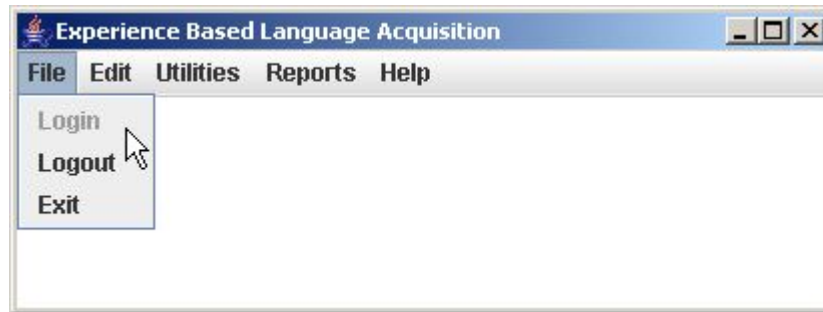 Experience Based Language Acquisition
File Edit Utilities Reports Help
Login
Logout
Exit